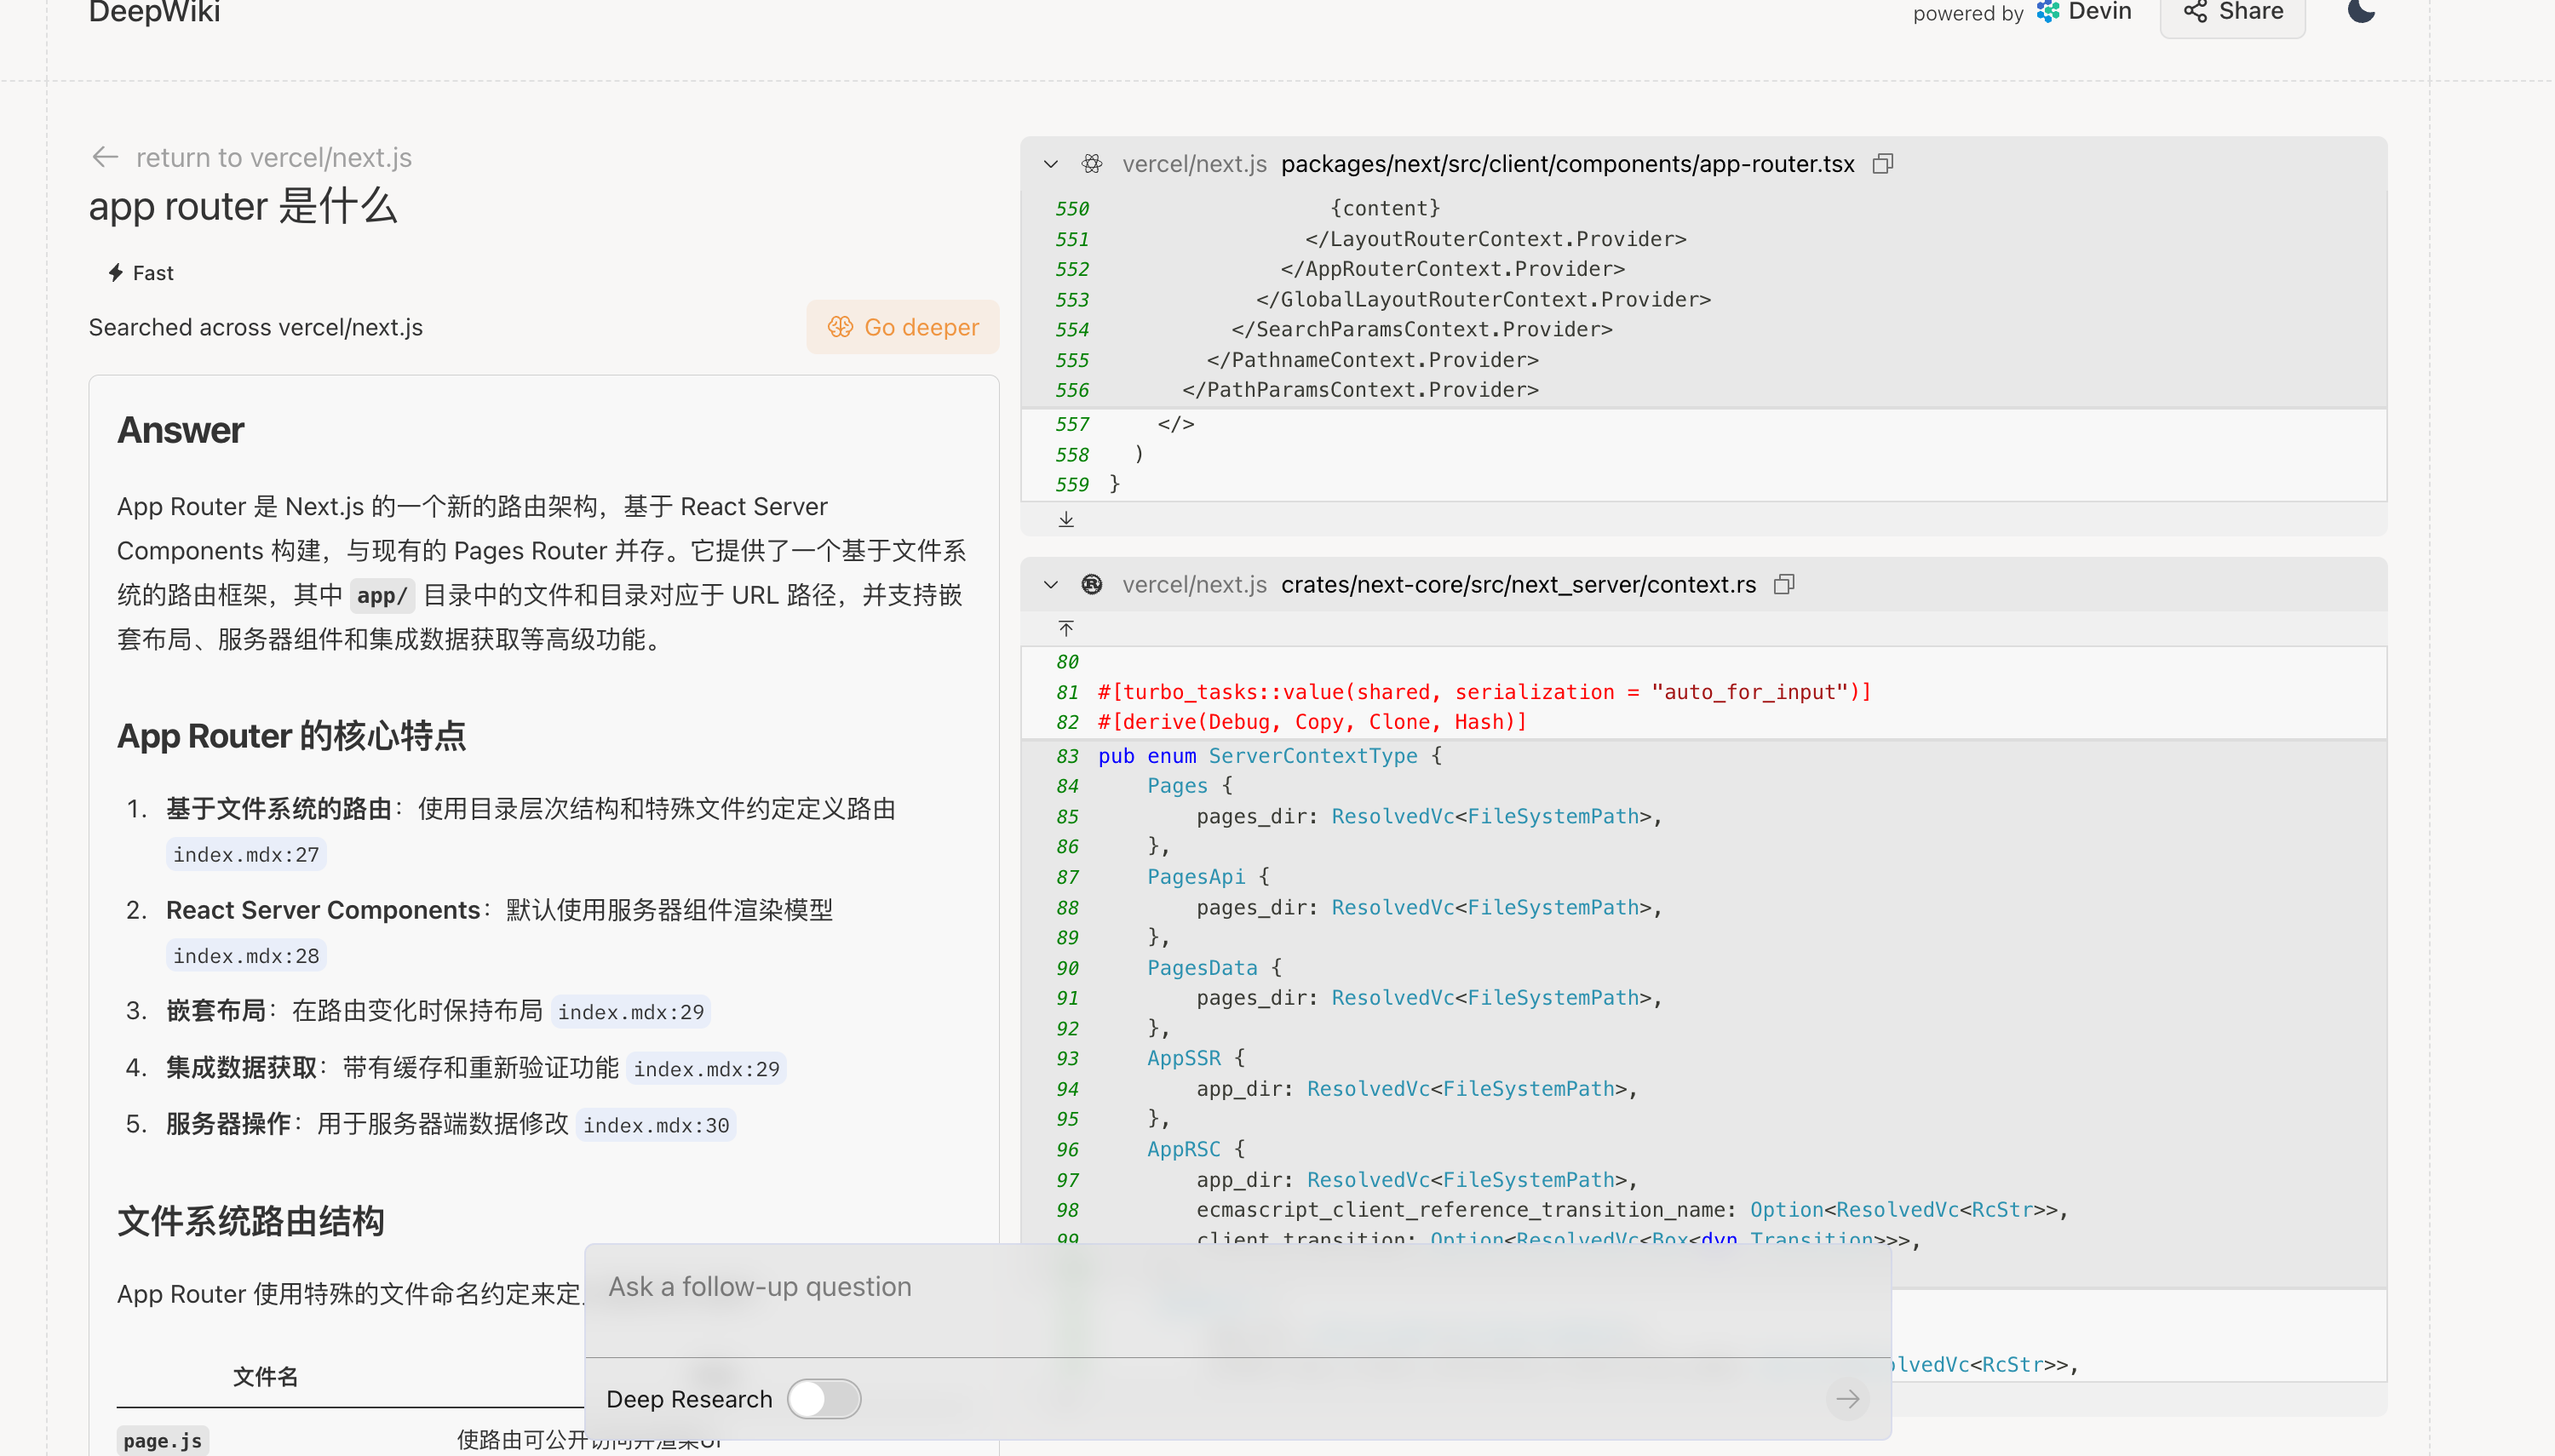 DeepWiki
powered by Devin
Share
return to vercel/next.js
app router 是什么
Fast
Searched across vercel/next.js
Go deeper
Answer
App Router 是 Next.js 的一个新的路由架构，基于 React Server
Components 构建，与现有的 Pages Router 并存。它提供了一个基于文件系
统的路由框架，其中 app/ 目录中的文件和目录对应于 URL 路径，并支持嵌
套布局、服务器组件和集成数据获取等高级功能。
App Router 的核心特点
1. 基于文件系统的路由：使用目录层次结构和特殊文件约定定义路由
index.mdx:27
2. React Server Components：默认使用服务器组件渲染模型
index.mdx:28
3. 嵌套布局：在路由变化时保持布局 index.mdx:29
4. 集成数据获取：带有缓存和重新验证功能 index.mdx:29
5. 服务器操作：用于服务器端数据修改 index.mdx:30
文件系统路由结构
App Router 使用特殊的文件命名约定来定
文件名
page.js
使路由可公开访问并渲染UI
vercel/next.js packages/next/src/client/components/app-router.tsx
550 {content}
551 </LayoutRouterContext.Provider>
552 </AppRouterContext.Provider>
553 </GlobalLayoutRouterContext.Provider>
554 </SearchParamsContext.Provider>
555 </PathnameContext.Provider>
556 </PathParamsContext.Provider>
557 </>
558 )
559 }
vercel/next.js crates/next-core/src/next_server/context.rs
80
81 #[turbo_tasks::value(shared, serialization = "auto_for_input")]
82 #[derive(Debug, Copy, Clone, Hash)]
83 pub enum ServerContextType {
84 Pages {
85 pages_dir: ResolvedVc<FileSystemPath>,
86 },
87 PagesApi {
88 pages_dir: ResolvedVc<FileSystemPath>,
89 },
90 PagesData {
91 pages_dir: ResolvedVc<FileSystemPath>,
92 },
93 AppSSR {
94 app_dir: ResolvedVc<FileSystemPath>,
95 },
96 AppRSC {
97 app_dir: ResolvedVc<FileSystemPath>,
98 ecmascript_client_reference_transition_name: Option<ResolvedVc<RcStr>>,
99 client_transition: Option<ResolvedVc<Box<dyn Transition>>>,
lvedVc<RcStr>>,
Ask a follow-up question
Deep Research